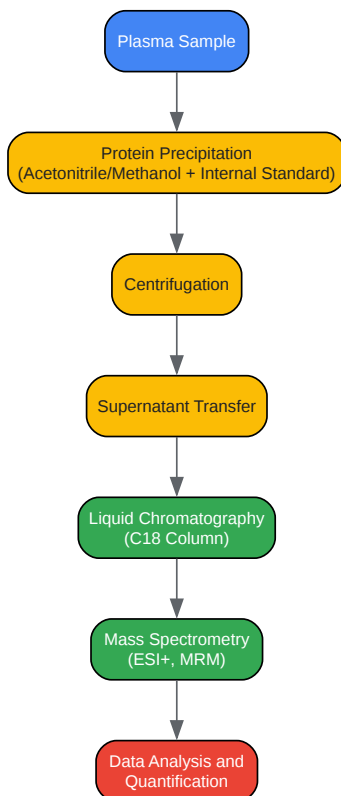 Plasma Sample
Protein Precipitation
(Acetonitrile/Methanol + Internal Standard)
Centrifugation
Supernatant Transfer
Liquid Chromatography
(C18 Column)
Mass Spectrometry
(ESI+, MRM)
Data Analysis and
Quantification